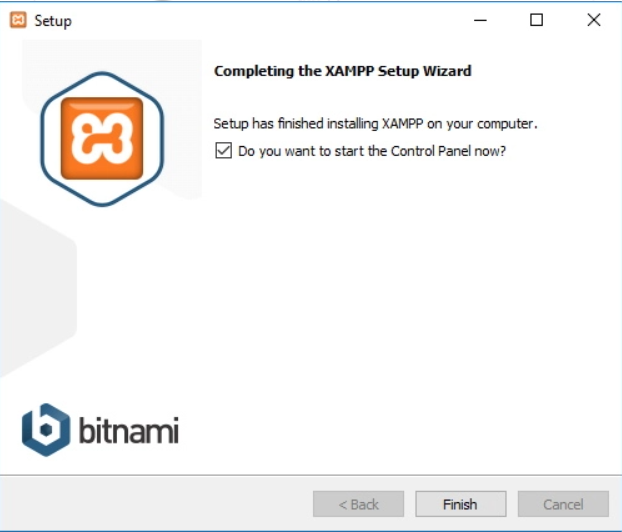 Setup
Completing the XAMPP Setup Wizard
Setup has finished installing XAMPP on your computer.
Do you want to start the Control Panel now?
bitnami
< Back
Finish
Cancel